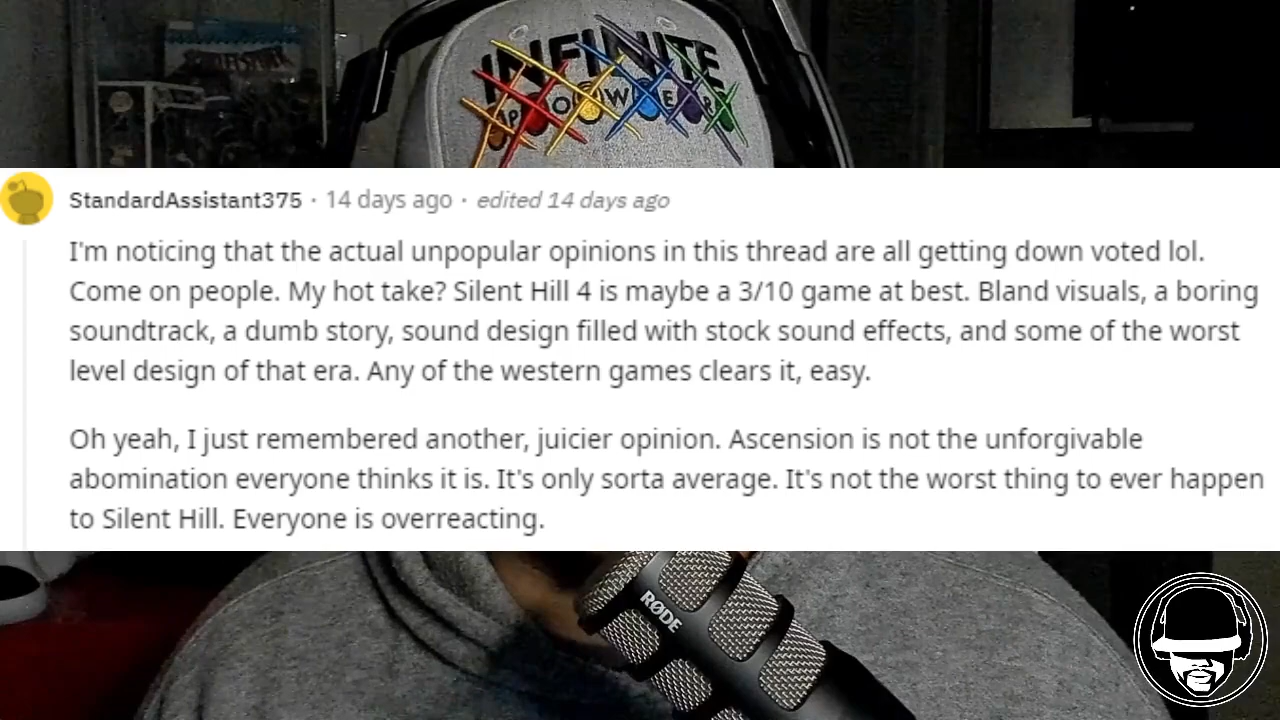 INFINITE
POWER
StandardAssistant375 · 14 days ago · edited 14 days ago
I'm noticing that the actual unpopular opinions in this thread are all getting down voted lol.
Come on people. My hot take? Silent Hill 4 is maybe a 3/10 game at best. Bland visuals, a boring
soundtrack, a dumb story, sound design filled with stock sound effects, and some of the worst
level design of that era. Any of the western games clears it, easy.
Oh yeah, I just remembered another, juicier opinion. Ascension is not the unforgivable
abomination everyone thinks it is. It's only sorta average. It's not the worst thing to ever happen
to Silent Hill. Everyone is overreacting.
RØDE